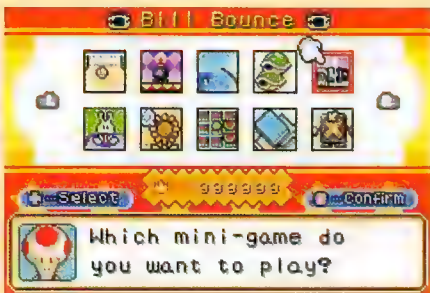 Bill Bounce
999999
Select
Confirm
Which mini-game do
you want to play?